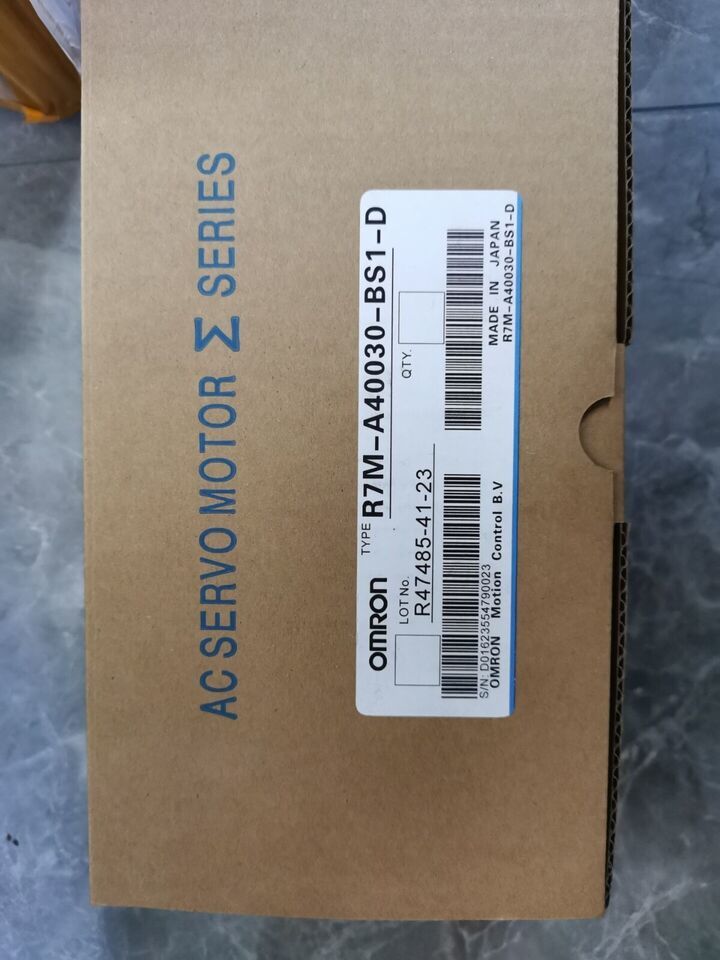 AC SERVO MOTOR Σ SERIES
OMRON TYPE R7M-A40030-BS1-D
LOT No. QTY.
R47485-41-23
S/N: D01623554790023 MADE IN JAPAN
OMRON Motion Control B.V R7M-A40030-BS1-D